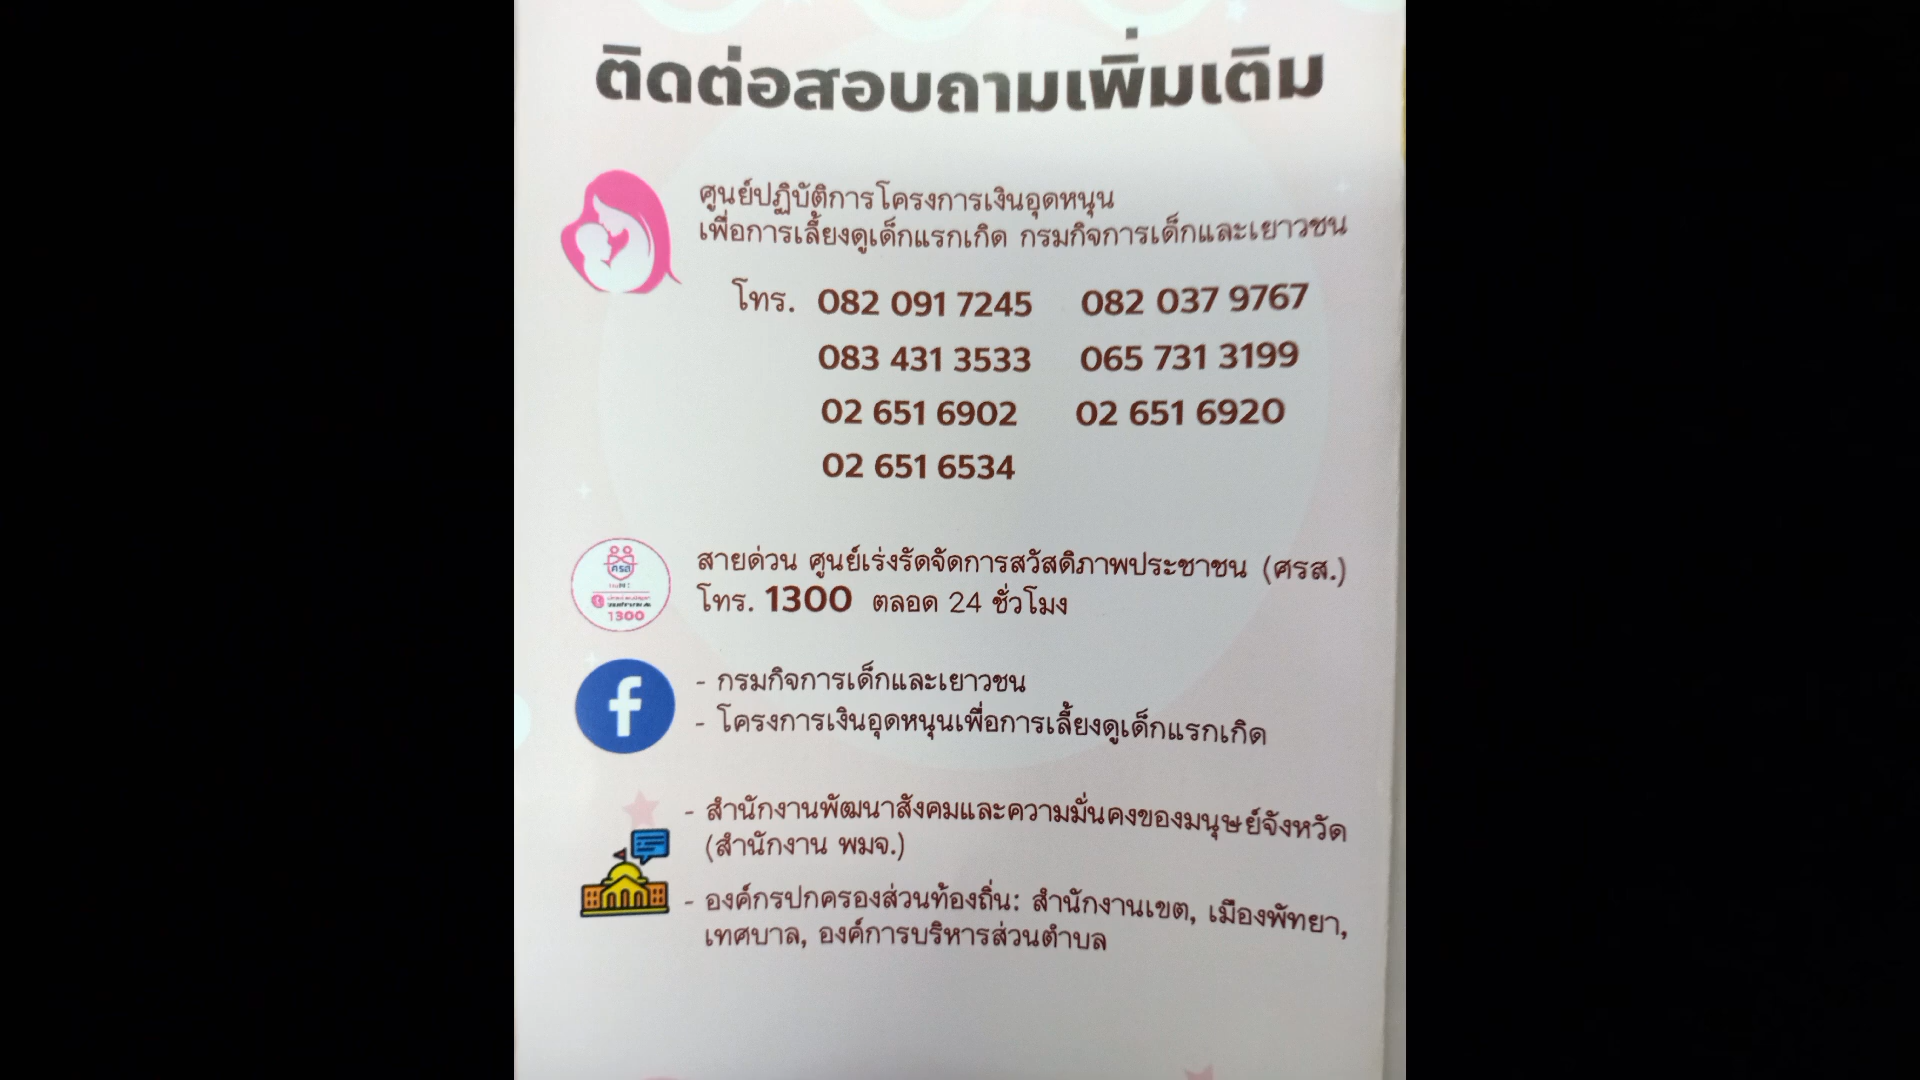 ติดต่อสอบถามเพิ่มเติม
ศูนย์ปฏิบัติการโครงการเงินอุดหนุน
เพื่อการเลี้ยงดูเด็กแรกเกิด กรมกิจการเด็กและเยาวชน
โทร. 082 091 7245 082 037 9767
083 431 3533 065 731 3199
02 651 6902 02 651 6920
02 651 6534
ศรส
1300
สายด่วน ศูนย์เร่งรัดจัดการสวัสดิภาพประชาชน (ศรส.)
โทร. 1300 ตลอด 24 ชั่วโมง
f
- กรมกิจการเด็กและเยาวชน
- โครงการเงินอุดหนุนเพื่อการเลี้ยงดูเด็กแรกเกิด
- สำนักงานพัฒนาสังคมและความมั่นคงของมนุษย์จังหวัด
(สำนักงาน พมจ.)
- องค์กรปกครองส่วนท้องถิ่น: สำนักงานเขต, เมืองพัทยา,
เทศบาล, องค์การบริหารส่วนตำบล